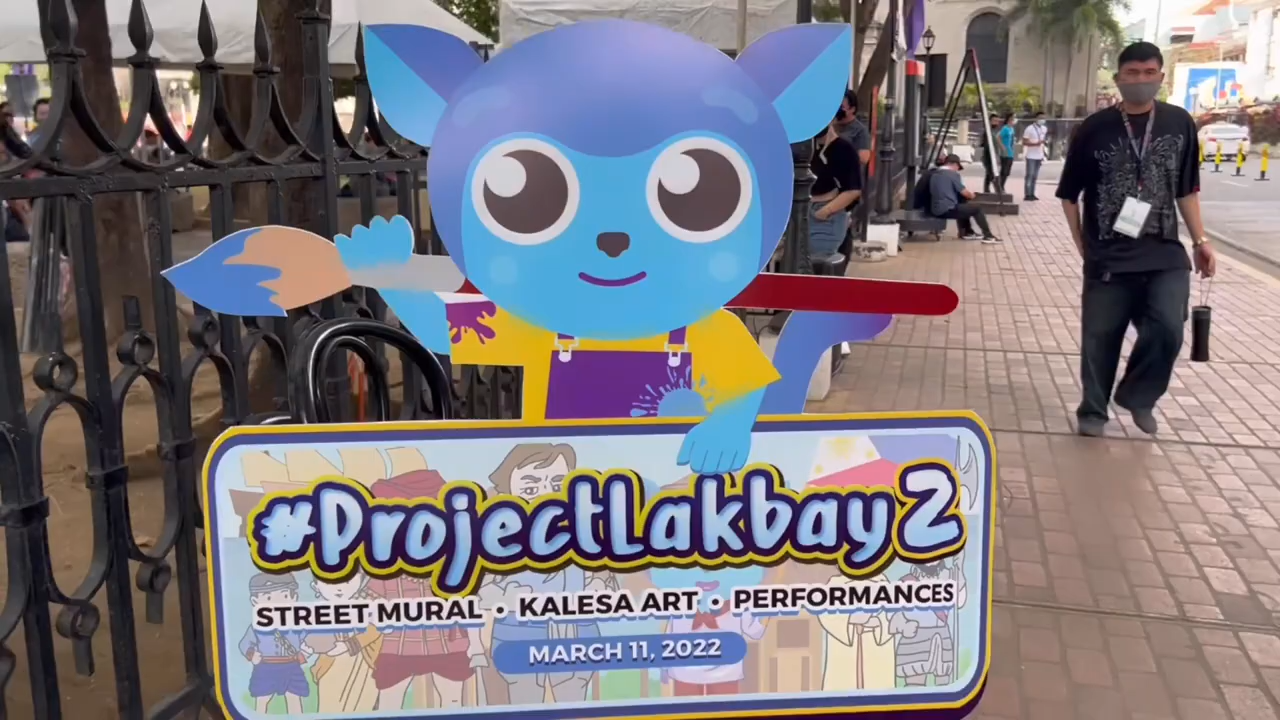 #ProjectLakbay2
STREET MURAL • KALESA ART • PERFORMANCES
MARCH 11, 2022